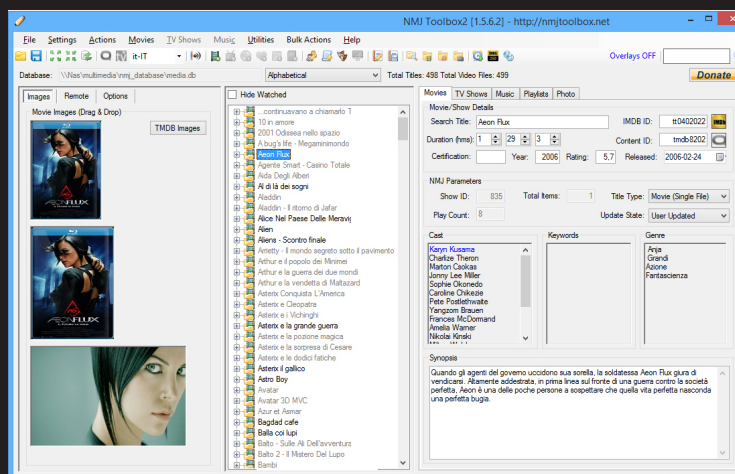 NMJ Toolbox2 [1.5.6.2] - http://nmjtoolbox.net
File Settings Actions Movies TV Shows Music Utilities Bulk Actions Help
it-IT
Overlays OFF
Database: \\Nas\multimedia\nmj_database\media.db Alphabetical Total Titles: 498 Total Video Files: 499
Donate
Images Remote Options
Movie Images (Drag & Drop)
TMDB Images
ÆONFLUX
ÆONFLUX
Hide Watched
...continuavano a chiamarlo T
10 in amore
2001 Odissea nello spazio
A bug's life - Megaminimondo
Aeon Flux
Agente Smart - Casino Totale
Aida Degli Alberi
Al di là dei sogni
Aladdin
Aladdin - Il ritorno di Jafar
Alice Nel Paese Delle Meravig
Alien
Aliens - Scontro finale
Arrietty - Il mondo segreto sotto il pavimento
Arthur e il popolo dei Minimei
Arthur e la guerra dei due mondi
Arthur e la vendetta di Maltazard
Asterix Conquista L'America
Asterix e Cleopatra
Asterix e i Vichinghi
Asterix e la grande guerra
Asterix e la pozione magica
Asterix e la sorpresa di Cesare
Asterix e le dodici fatiche
Asterix il gallico
Astro Boy
Avatar
Avatar 3D MVC
Azur et Asmar
Bagdad cafe
Balla coi lupi
Balto - Sulle Ali Dell'avventura
Balto 2 - Il Mistero Del Lupo
Bambi
Movies TV Shows Music Playlists Photo
Movie/Show Details
Search Title: Aeon Flux IMDB ID: tt0402022 IMDb
Duration (hms): 1 29 3 Content ID: tmdb8202
Certification: Year: 2006 Rating: 5,7 Released: 2006-02-24
NMJ Parameters
Show ID: 835 Total Items: 1 Title Type: Movie (Single File)
Play Count: 8 Update State: User Updated
Cast
Karyn Kusama
Charlize Theron
Marton Csokas
Jonny Lee Miller
Sophie Okonedo
Caroline Chikezie
Pete Postlethwaite
Yangzom Brauen
Frances McDormand
Amelia Warner
Nikolai Kinski
Keywords
Genre
Anja
Grandi
Azione
Fantascienza
Synopsis
Quando gli agenti del governo uccidono sua sorella, la soldatessa Aeon Flux giura di
vendicarsi. Altamente addestrata, in prima linea sul fronte di una guerra contro la società
perfetta, Aeon è una delle poche persone a sospettare che quella vita perfetta nasconda
una perfetta bugia.